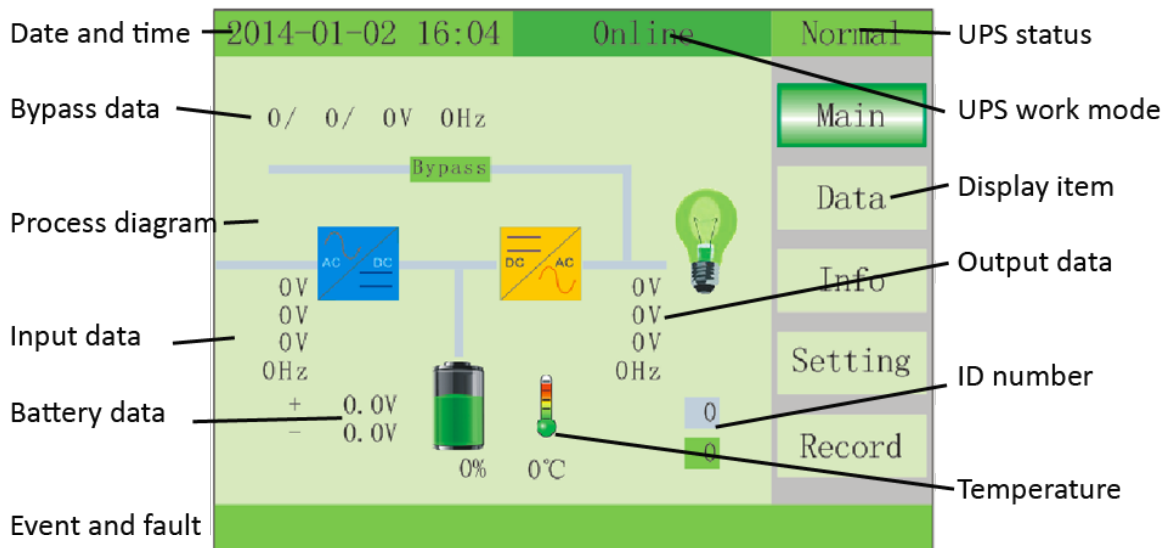 Date and time
2014-01-02 16:04
Online
Normal
UPS status
Bypass data
0/ 0/ 0V 0Hz
Main
UPS work mode
Bypass
Process diagram
Data
Display item
AC DC
DC AC
Output data
Info
0V
0V
0V
0Hz
0V
0V
0V
0Hz
Input data
Setting
ID number
Battery data
+ 0.0V
- 0.0V
0%
0℃
0
0
Record
Temperature
Event and fault